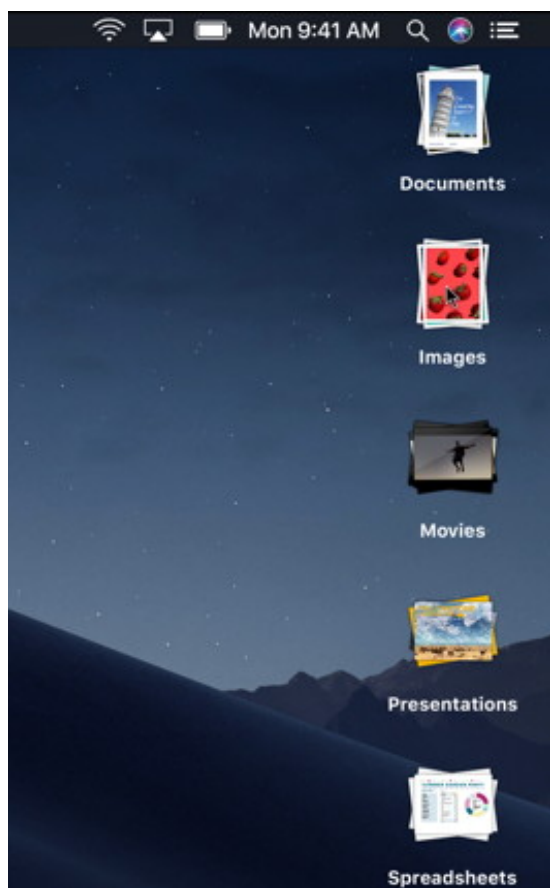 Mon 9:41 AM
Documents
Images
Movies
Presentations
Spreadsheets